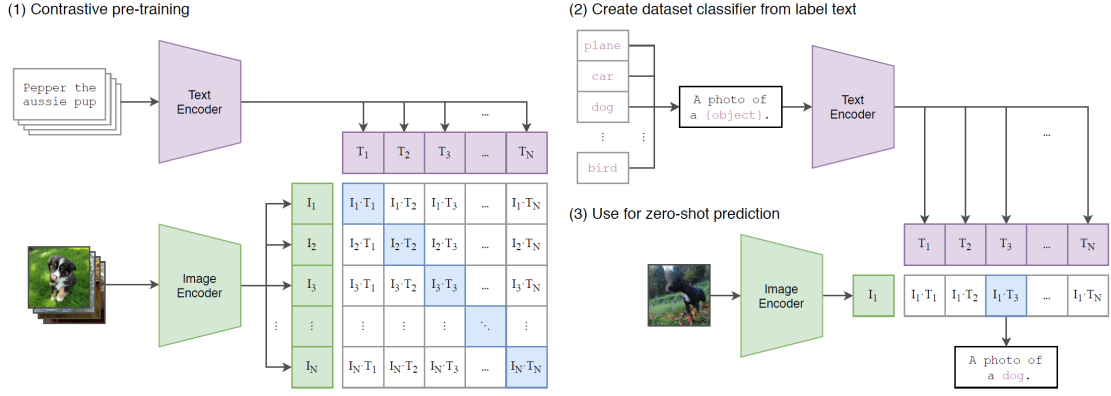 (1) Contrastive pre-training
Pepper the
aussie pup
Text
Encoder
...
T1 T2 T3 ... TN
Image
Encoder
I1
I2
I3
⋮ ⋮
IN
I1·T1 I1·T2 I1·T3 ... I1·TN
I2·T1 I2·T2 I2·T3 ... I2·TN
I3·T1 I3·T2 I3·T3 ... I3·TN
⋮ ⋮ ⋮ ⋱ ⋮
IN·T1 IN·T2 IN·T3 ... IN·TN
(2) Create dataset classifier from label text
plane
car
dog
⋮ ⋮
bird
A photo of
a {object}.
Text
Encoder
...
(3) Use for zero-shot prediction
Image
Encoder
I1
T1 T2 T3 ... TN
I1·T1 I1·T2 I1·T3 ... I1·TN
A photo of
a dog.